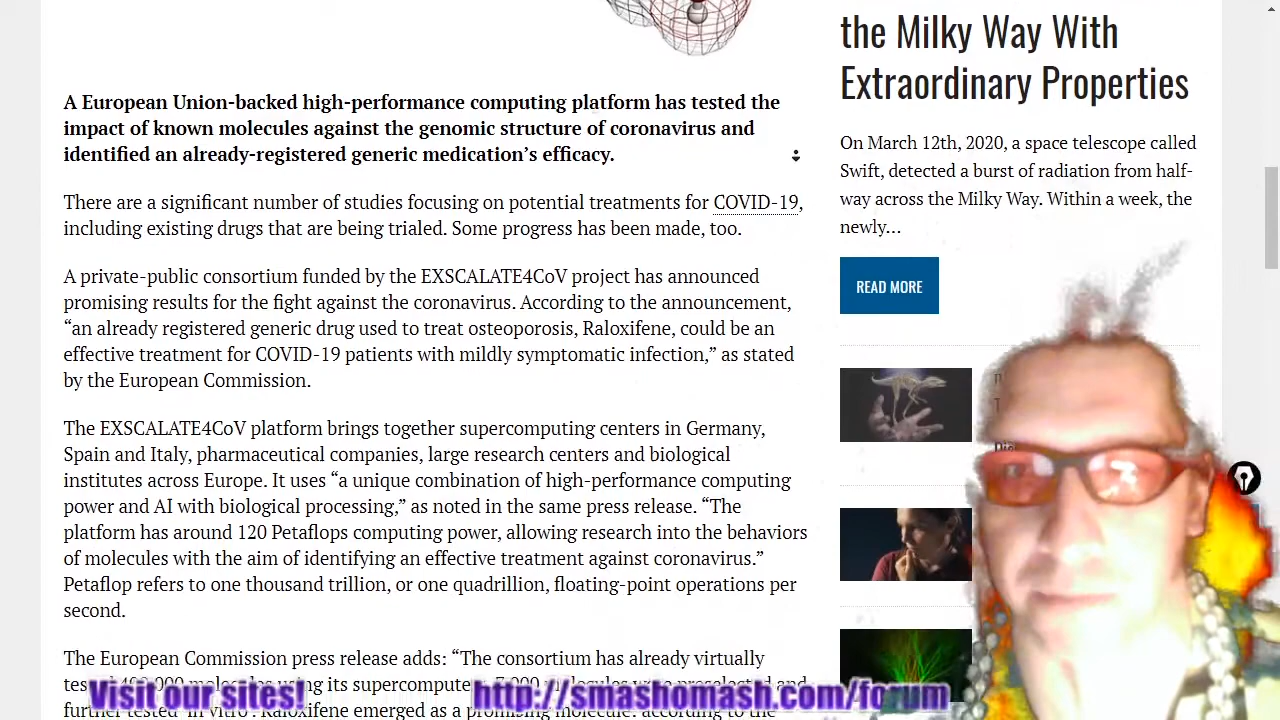 A European Union-backed high-performance computing platform has tested the
impact of known molecules against the genomic structure of coronavirus and
identified an already-registered generic medication’s efficacy.
There are a significant number of studies focusing on potential treatments for COVID-19,
including existing drugs that are being trialed. Some progress has been made, too.
A private-public consortium funded by the EXSCALATE4CoV project has announced
promising results for the fight against the coronavirus. According to the announcement,
“an already registered generic drug used to treat osteoporosis, Raloxifene, could be an
effective treatment for COVID-19 patients with mildly symptomatic infection,” as stated
by the European Commission.
The EXSCALATE4CoV platform brings together supercomputing centers in Germany,
Spain and Italy, pharmaceutical companies, large research centers and biological
institutes across Europe. It uses “a unique combination of high-performance computing
power and AI with biological processing,” as noted in the same press release. “The
platform has around 120 Petaflops computing power, allowing research into the behaviors
of molecules with the aim of identifying an effective treatment against coronavirus.”
Petaflop refers to one thousand trillion, or one quadrillion, floating-point operations per
second.
The European Commission press release adds: “The consortium has already virtually
the Milky Way With
Extraordinary Properties
On March 12th, 2020, a space telescope called
Swift, detected a burst of radiation from half-
way across the Milky Way. Within a week, the
newly…
READ MORE
Visit our sites! http://smashomash.com/forum